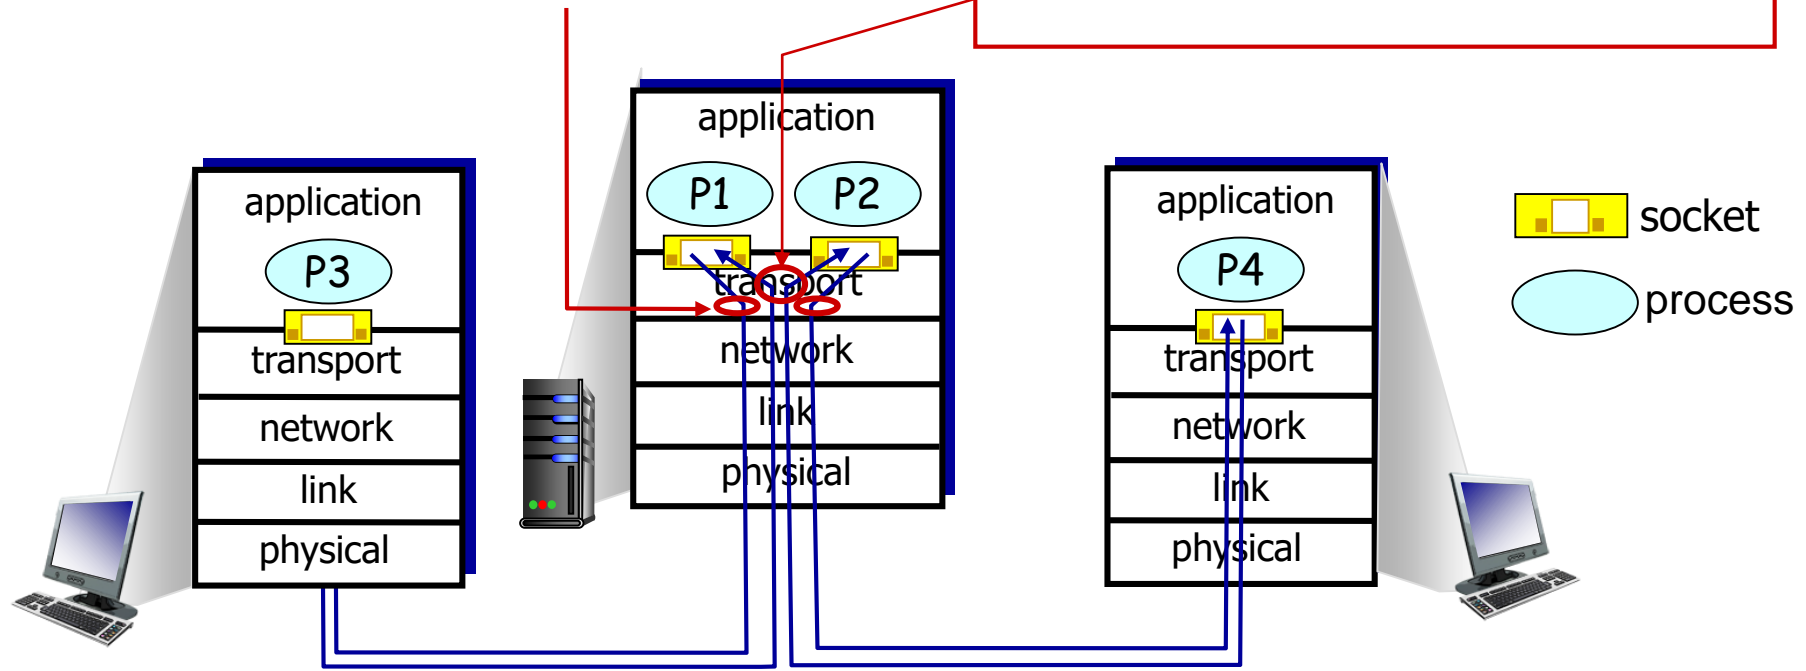 application
P1
P2
transport
network
link
physical
application
P3
transport
network
link
physical
application
P4
transport
network
link
physical
socket
process